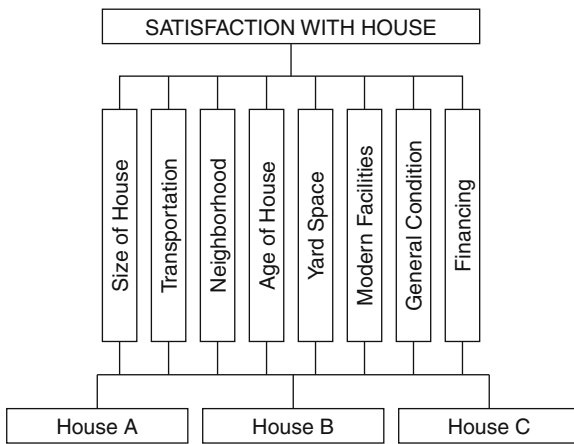 SATISFACTION WITH HOUSE
Size of House
Transportation
Neighborhood
Age of House
Yard Space
Modern Facilities
General Condition
Financing
House A
House B
House C